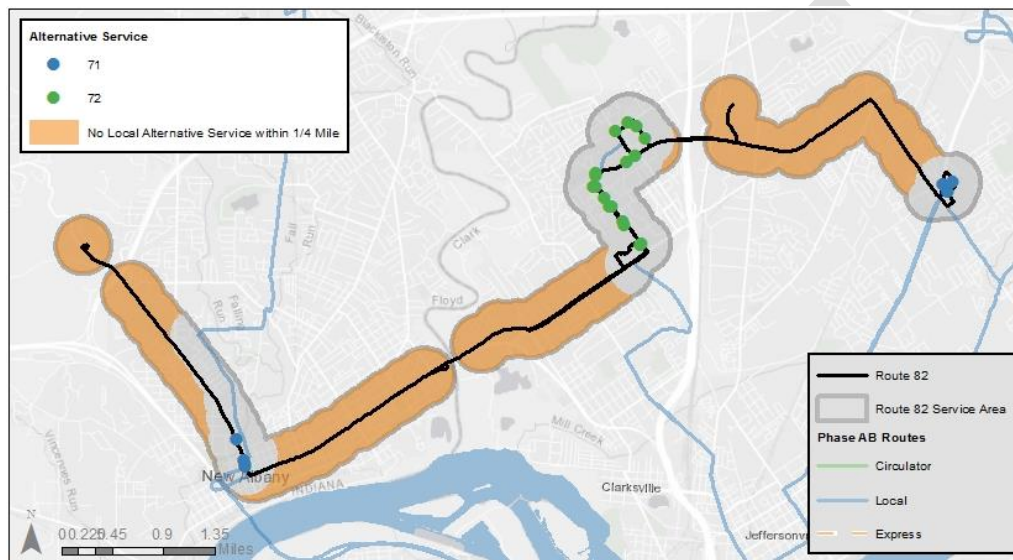 Alternative Service
71
72
No Local Alternative Service within 1/4 Mile
Blackiston Run
Fall Run
Falling Run
Clark
Floyd
Vincennes Run
New Albany
INDIANA
Mill Creek
Clarksville
Jeffersonv
N
0 0.225 0.45 0.9 1.35
Miles
Route 82
Route 82 Service Area
Phase AB Routes
Circulator
Local
Express